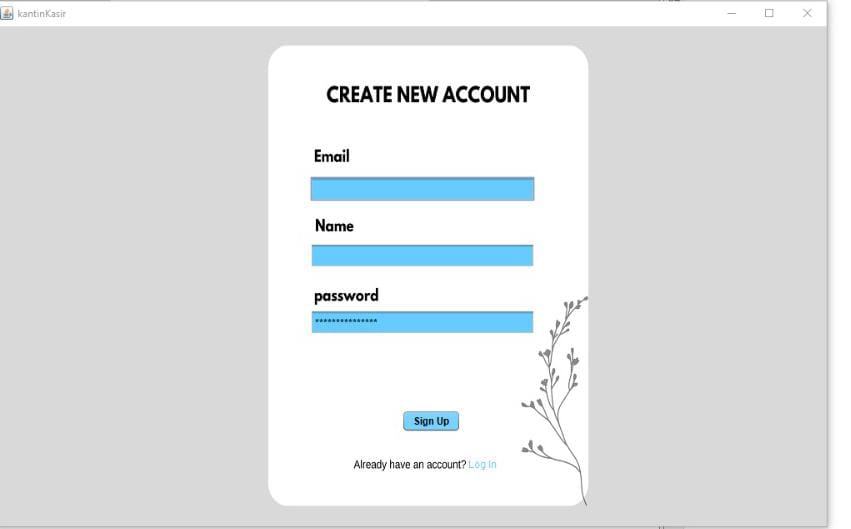 kantinKasir
CREATE NEW ACCOUNT
Email
Name
password
***************
Sign Up
Already have an account? Log In